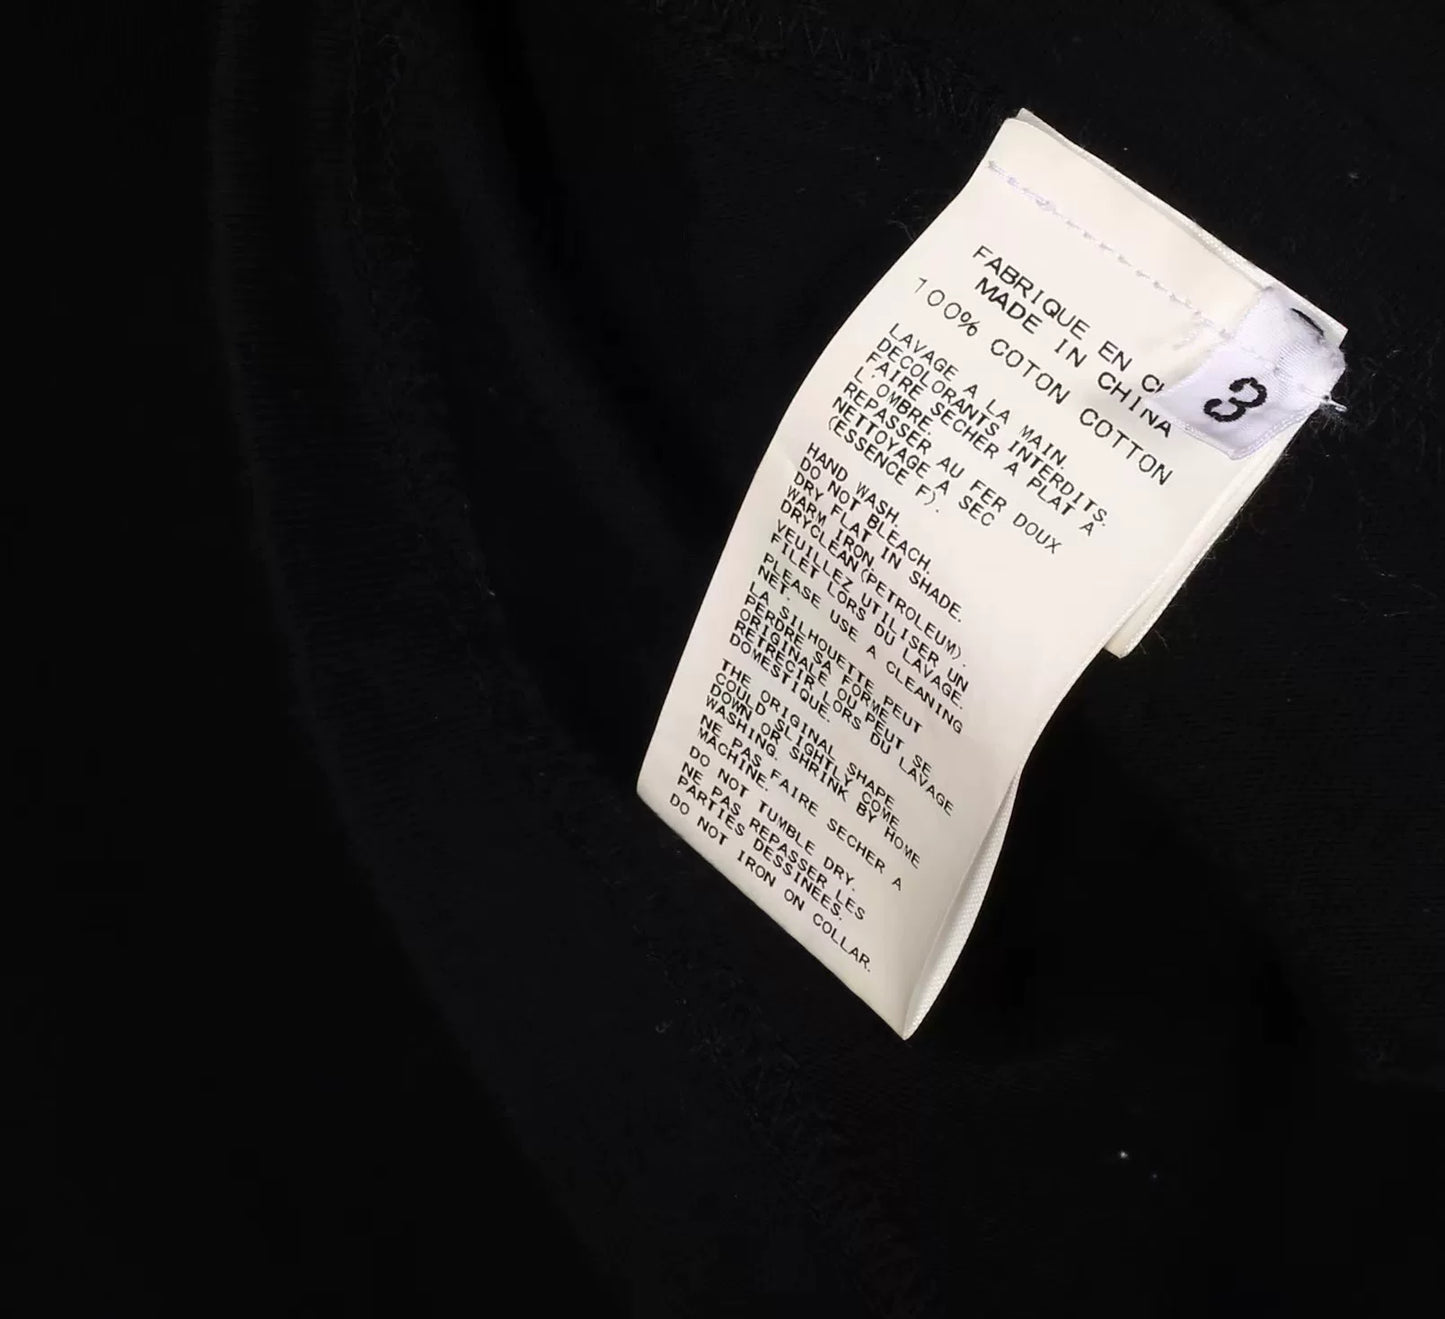 FABRIQUE EN
MADE IN CHINA
100% COTON COTTON
LAVAGE A LA MAIN.
DECOLORANTS INTERDITS.
FAIRE SECHER A PLAT A
L'OMBRE.
REPASSER AU FER DOUX
NETTOYAGE A SEC
(ESSENCE F).
HAND WASH.
DO NOT BLEACH.
DRY FLAT IN SHADE.
WARM IRON.
DRYCLEAN(PETROLEUM).
VEUILLEZ UTILISER UN
FILET LORS DU LAVAGE.
PLEASE USE A CLEANING
NET.
LA SILHOUETTE PEUT
PERDRE SA FORME
ORIGINALE OU PEUT SE
RETRECIR LORS DU LAVAGE
DOMESTIQUE.
THE ORIGINAL SHAPE
COULD SLIGHTLY COME
DOWN OR SHRINK BY HOME
WASHING.
NE PAS FAIRE SECHER A
MACHINE.
DO NOT TUMBLE DRY.
NE PAS REPASSER LES
PARTIES DESSINEES.
DO NOT IRON ON COLLAR.
3